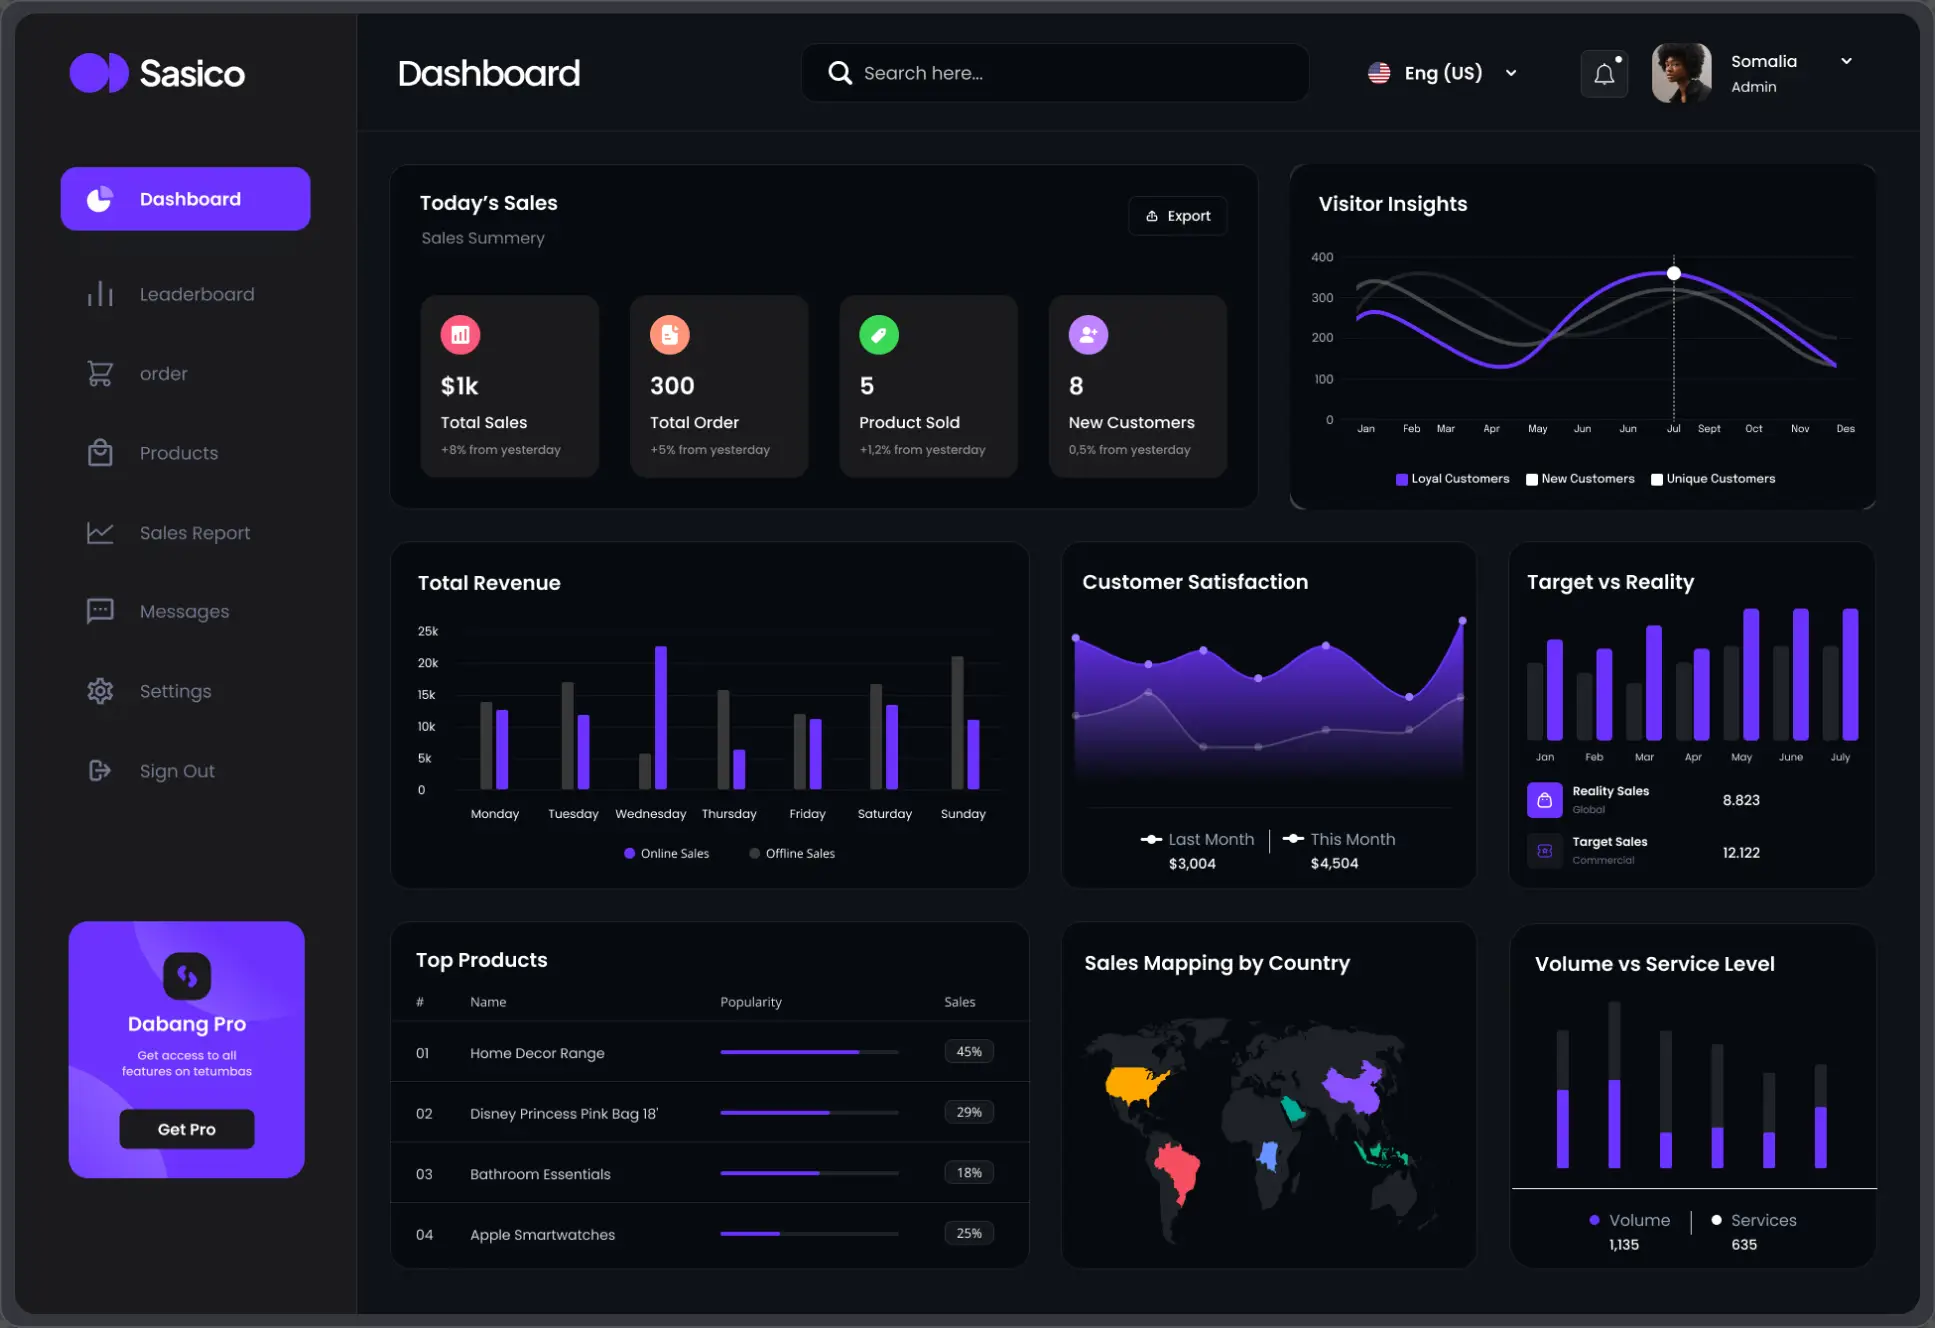 Sasico
Dashboard
Search here...
Eng (US)
Somalia
Admin
Dashboard
Leaderboard
order
Products
Sales Report
Messages
Settings
Sign Out
Dabang Pro
Get access to all
features on tetumbas
Get Pro
Today’s Sales
Sales Summery
Export
$1k
Total Sales
+8% from yesterday
300
Total Order
+5% from yesterday
5
Product Sold
+1,2% from yesterday
8
New Customers
0,5% from yesterday
Visitor Insights
400
300
200
100
0
Jan Feb Mar Apr May Jun Jun Jul Sept Oct Nov Des
Loyal Customers New Customers Unique Customers
Total Revenue
25k
20k
15k
10k
5k
0
Monday Tuesday Wednesday Thursday Friday Saturday Sunday
Online Sales Offline Sales
Customer Satisfaction
Last Month This Month
$3,004 $4,504
Target vs Reality
Jan Feb Mar Apr May June July
Reality Sales
Global
8.823
Target Sales
Commercial
12.122
Top Products
# Name Popularity Sales
01 Home Decor Range 45%
02 Disney Princess Pink Bag 18' 29%
03 Bathroom Essentials 18%
04 Apple Smartwatches 25%
Sales Mapping by Country
Volume vs Service Level
Volume Services
1,135 635